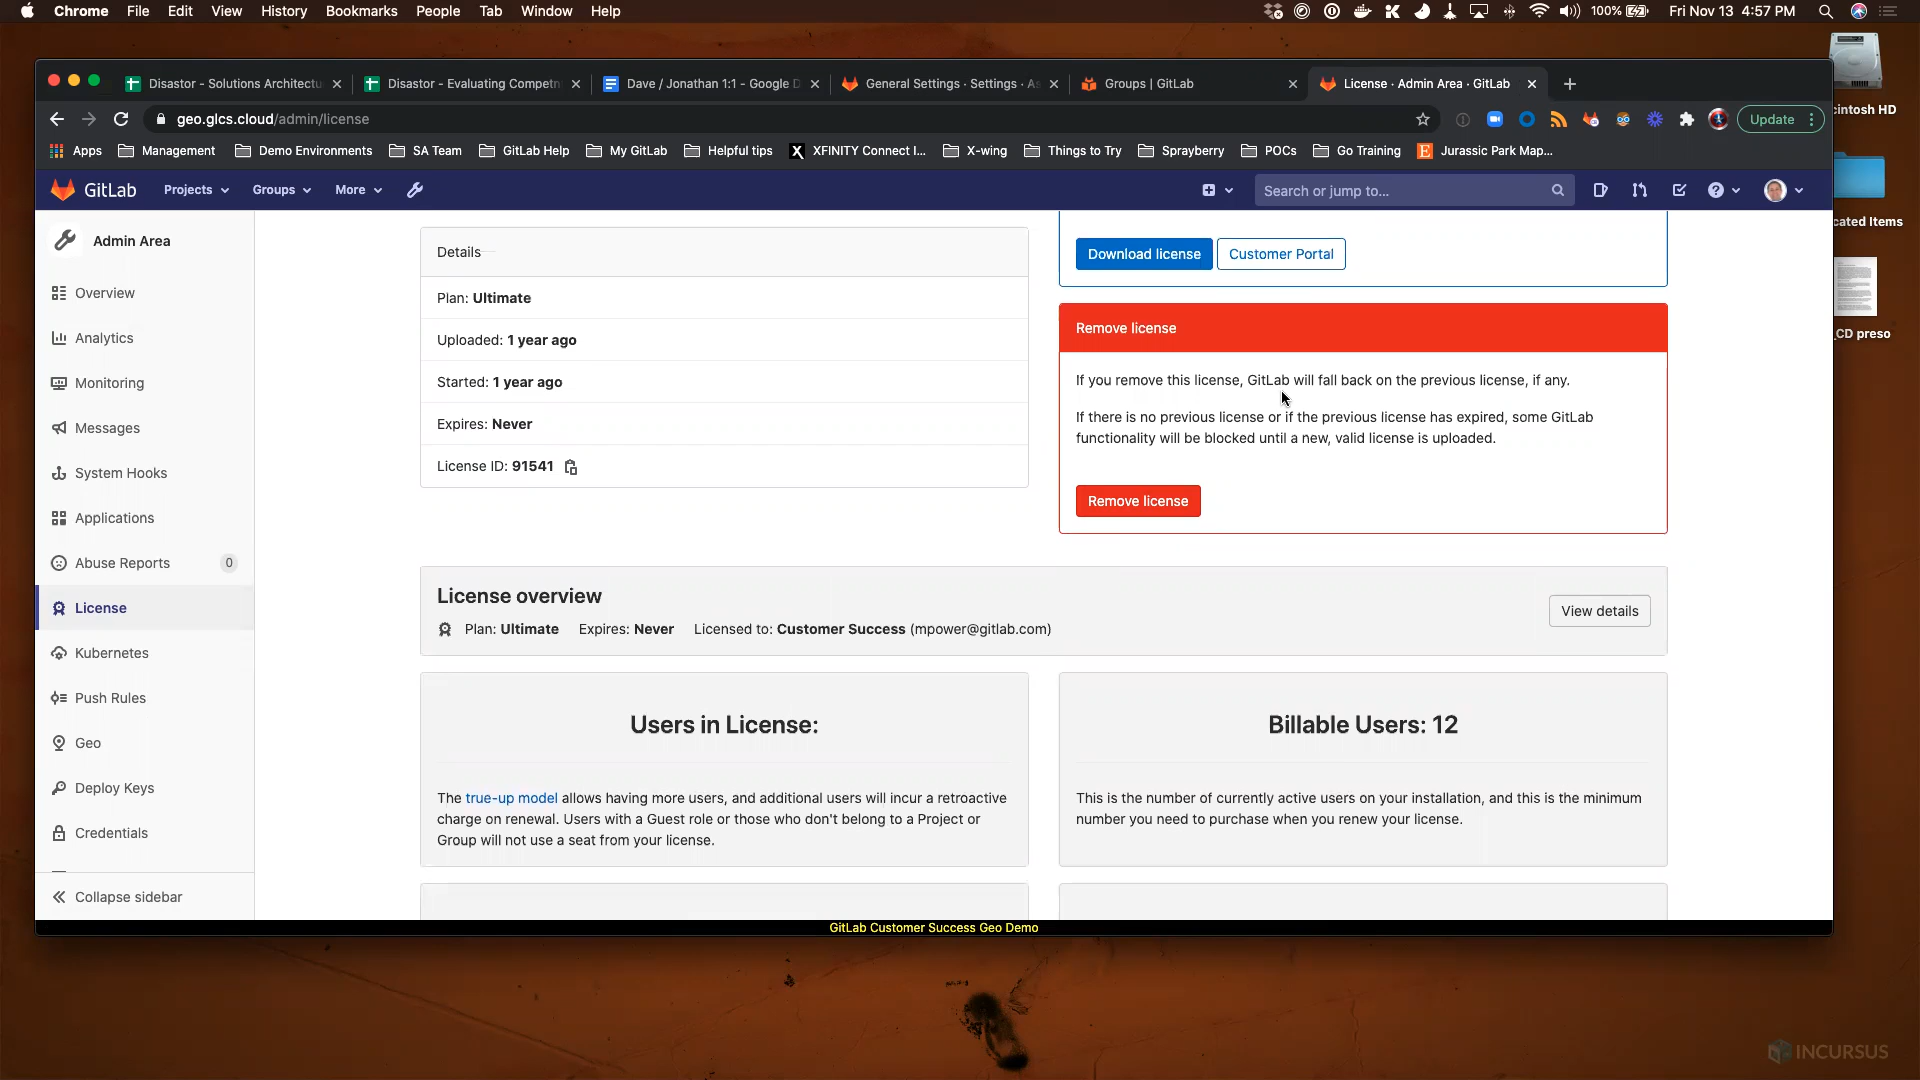 Chrome File Edit View History Bookmarks People Tab Window Help
100% Fri Nov 13 4:57 PM
Disastor - Solutions Architectu
Disastor - Evaluating Competn
Dave / Jonathan 1:1 - Google D
General Settings · Settings · As
Groups | GitLab
License · Admin Area · GitLab
geo.glcs.cloud/admin/license
Update
Apps Management Demo Environments SA Team GitLab Help My GitLab Helpful tips XFINITY Connect I... X-wing Things to Try Sprayberry POCs Go Training Jurassic Park Map...
cintosh HD
cated Items
CD preso
GitLab Projects Groups More
Search or jump to...
Admin Area
Overview
Analytics
Monitoring
Messages
System Hooks
Applications
Abuse Reports 0
License
Kubernetes
Push Rules
Geo
Deploy Keys
Credentials
Collapse sidebar
Details
Plan: Ultimate
Uploaded: 1 year ago
Started: 1 year ago
Expires: Never
License ID: 91541
Download license Customer Portal
Remove license
If you remove this license, GitLab will fall back on the previous license, if any.
If there is no previous license or if the previous license has expired, some GitLab
functionality will be blocked until a new, valid license is uploaded.
Remove license
License overview
Plan: Ultimate Expires: Never Licensed to: Customer Success (mpower@gitlab.com)
View details
Users in License:
The true-up model allows having more users, and additional users will incur a retroactive
charge on renewal. Users with a Guest role or those who don't belong to a Project or
Group will not use a seat from your license.
Billable Users: 12
This is the number of currently active users on your installation, and this is the minimum
number you need to purchase when you renew your license.
GitLab Customer Success Geo Demo
INCURSUS